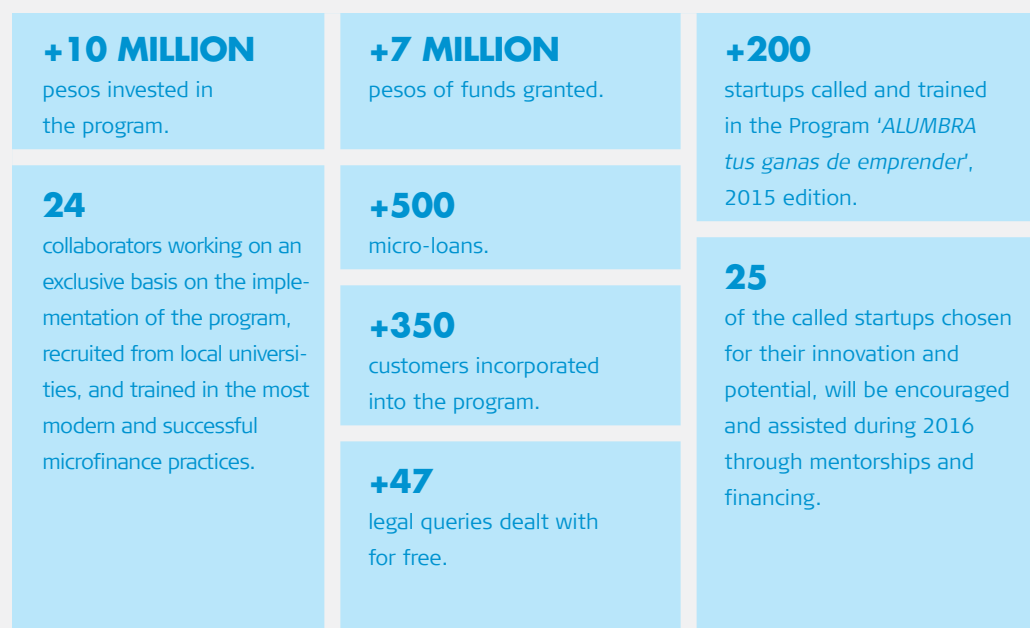 +10 MILLION
pesos invested in
the program.
24
collaborators working on an
exclusive basis on the imple-
mentation of the program,
recruited from local universi-
ties, and trained in the most
modern and successful
microfinance practices.
+7 MILLION
pesos of funds granted.
+500
micro-loans.
+350
customers incorporated
into the program.
+47
legal queries dealt with
for free.
+200
startups called and trained
in the Program ‘ALUMBRA
tus ganas de emprender’,
2015 edition.
25
of the called startups chosen
for their innovation and
potential, will be encouraged
and assisted during 2016
through mentorships and
financing.